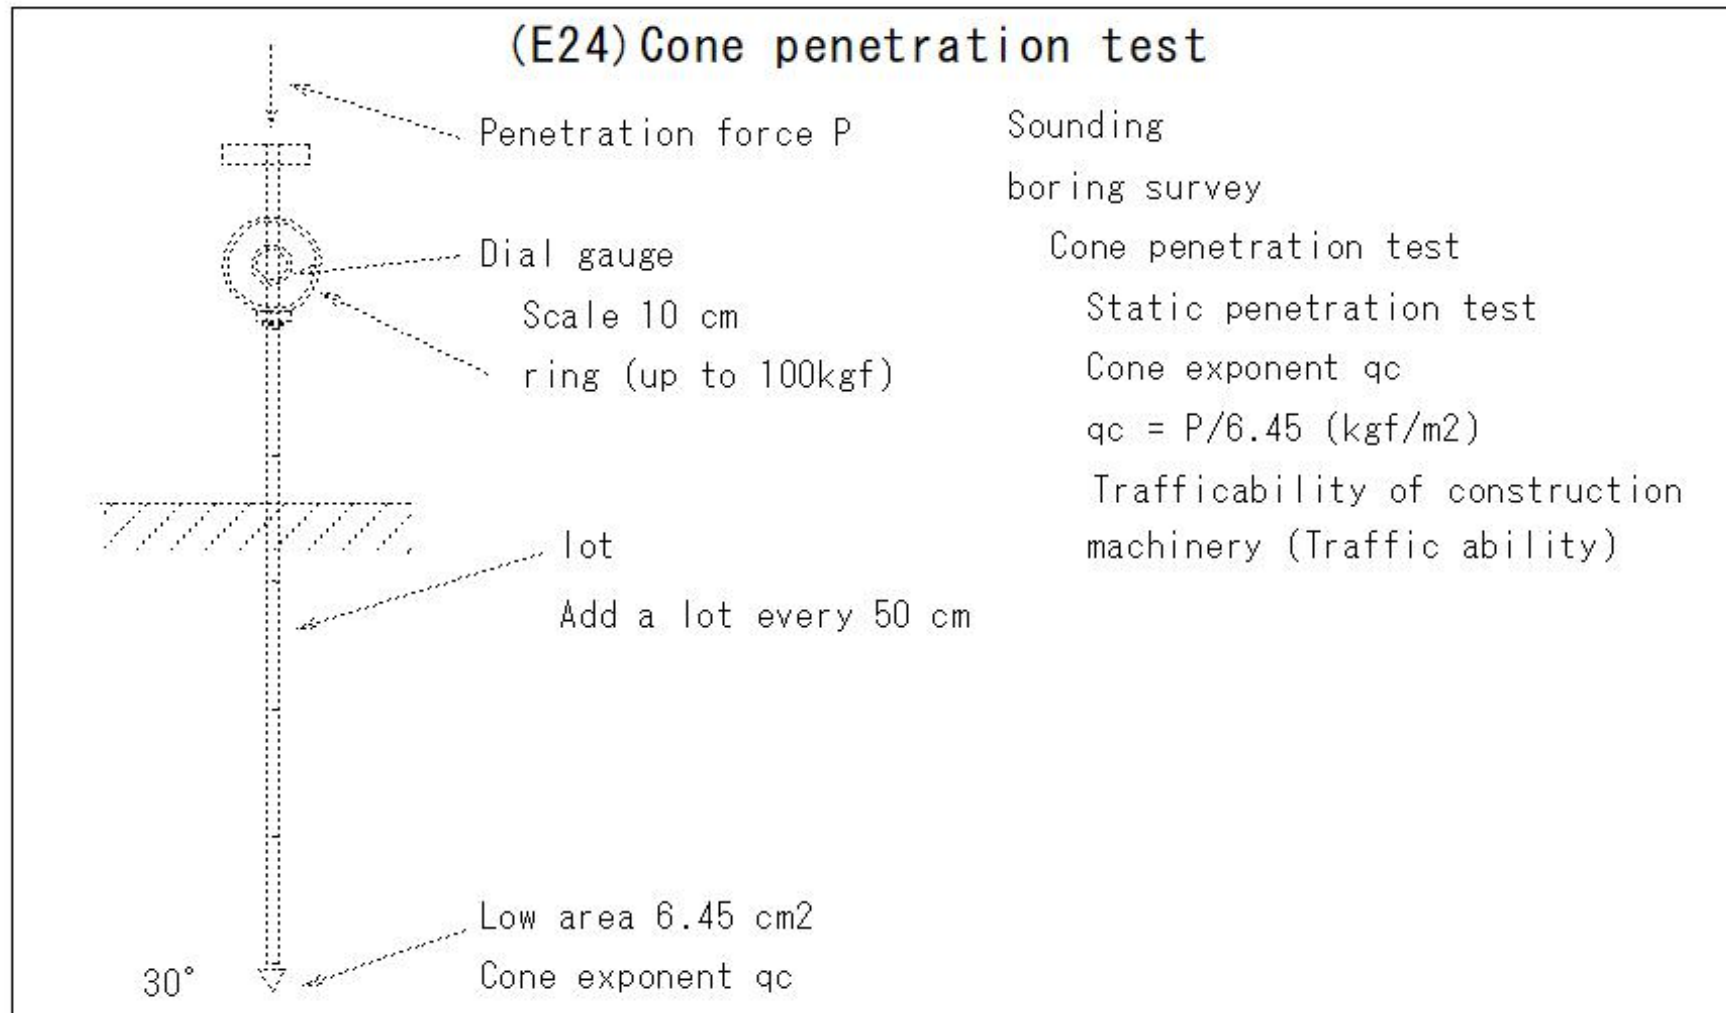 (E24)Cone penetration test
Penetration force P
Dial gauge
Scale 10 cm
ring (up to 100kgf)
lot
Add a lot every 50 cm
Low area 6.45 cm2
Cone exponent qc
30°
Sounding
boring survey
Cone penetration test
Static penetration test
Cone exponent qc
qc = P/6.45 (kgf/m2)
Trafficability of construction
machinery (Traffic ability)